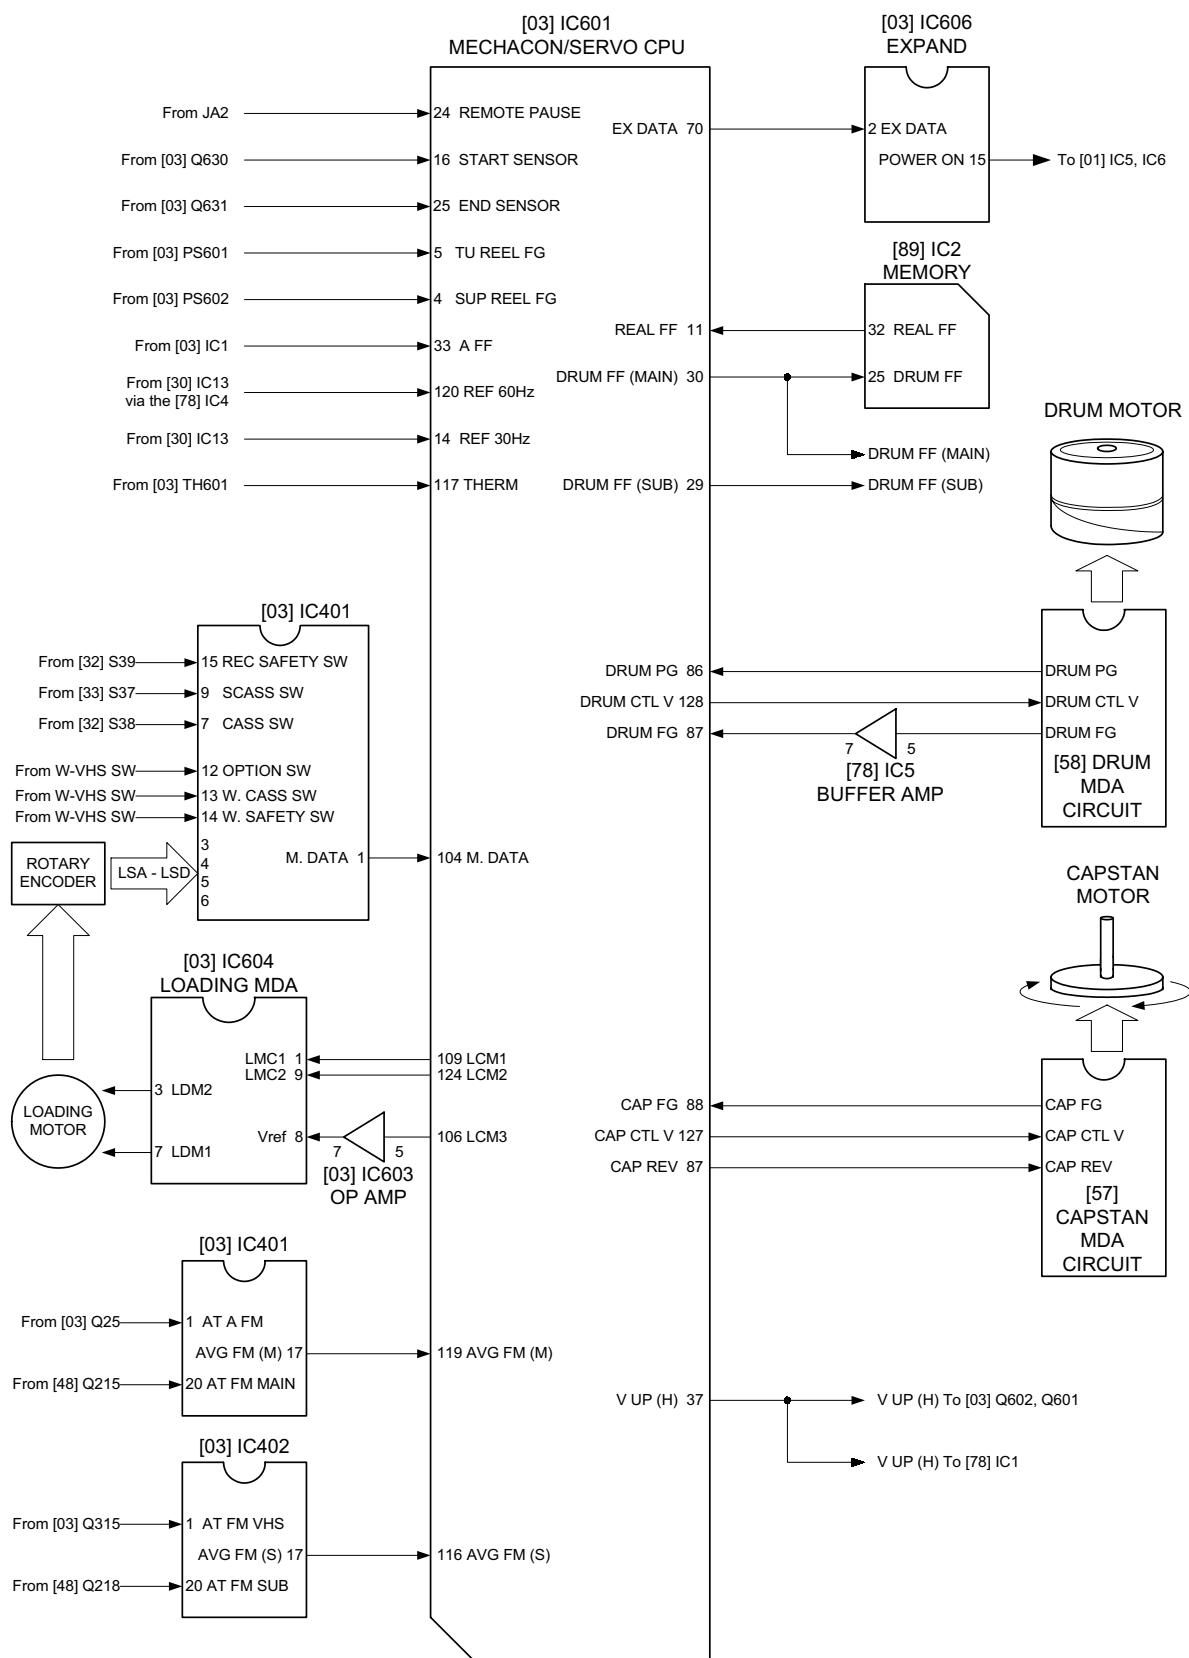 [03] IC601
MECHACON/SERVO CPU
[03] IC606
EXPAND
From JA2
24 REMOTE PAUSE
EX DATA 70
2 EX DATA
From [03] Q630
16 START SENSOR
POWER ON 15
To [01] IC5, IC6
From [03] Q631
25 END SENSOR
From [03] PS601
5 TU REEL FG
[89] IC2
MEMORY
From [03] PS602
4 SUP REEL FG
REAL FF 11
32 REAL FF
From [03] IC1
33 A FF
DRUM FF (MAIN) 30
25 DRUM FF
From [30] IC13
via the [78] IC4
120 REF 60Hz
DRUM MOTOR
From [30] IC13
14 REF 30Hz
DRUM FF (MAIN)
From [03] TH601
117 THERM
DRUM FF (SUB) 29
DRUM FF (SUB)
[03] IC401
From [32] S39
15 REC SAFETY SW
DRUM PG 86
DRUM PG
From [33] S37
9 SCASS SW
DRUM CTL V 128
DRUM CTL V
From [32] S38
7 CASS SW
DRUM FG 87
7
5
DRUM FG
[78] IC5
BUFFER AMP
[58] DRUM
MDA
CIRCUIT
From W-VHS SW
12 OPTION SW
From W-VHS SW
13 W. CASS SW
From W-VHS SW
14 W. SAFETY SW
ROTARY
ENCODER
LSA - LSD
3
4
5
6
M. DATA 1
104 M. DATA
CAPSTAN
MOTOR
[03] IC604
LOADING MDA
LMC1 1
109 LCM1
LMC2 9
124 LCM2
3 LDM2
LOADING
MOTOR
Vref 8
7
5
106 LCM3
7 LDM1
[03] IC603
OP AMP
CAP FG 88
CAP FG
CAP CTL V 127
CAP CTL V
CAP REV 87
CAP REV
[57]
CAPSTAN
MDA
CIRCUIT
[03] IC401
From [03] Q25
1 AT A FM
AVG FM (M) 17
119 AVG FM (M)
From [48] Q215
20 AT FM MAIN
V UP (H) 37
V UP (H) To [03] Q602, Q601
V UP (H) To [78] IC1
[03] IC402
From [03] Q315
1 AT FM VHS
AVG FM (S) 17
116 AVG FM (S)
From [48] Q218
20 AT FM SUB